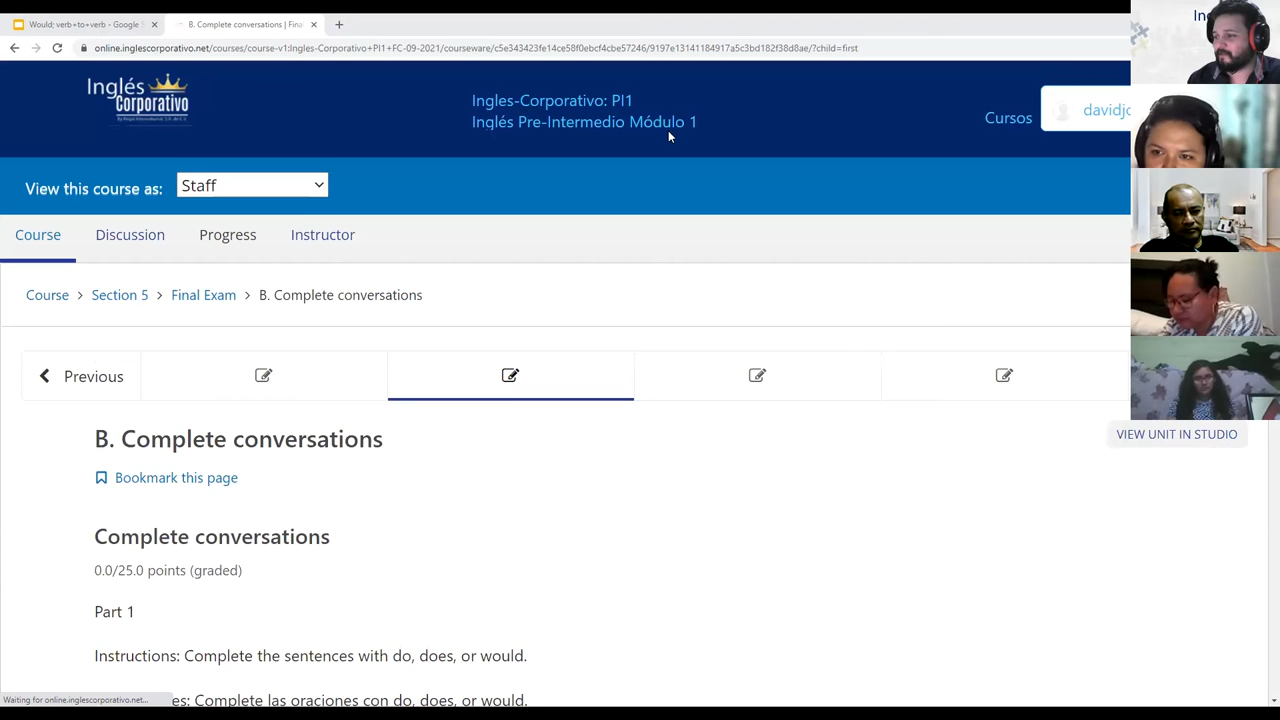 Would; verb+to+verb - Google S
B. Complete conversations | Fina
online.inglescorporativo.net/courses/course-v1:Ingles-Corporativo+PI1+FC-09-2021/courseware/c5e343423fe14ce58f0ebcf4cbe57246/9197e13141184917a5c3bd182f38d8ae/?child=first
Inglés
Corporativo
Ingles-Corporativo: PI1
Inglés Pre-Intermedio Módulo 1
Cursos
davidjc
View this course as:
Staff
Course
Discussion
Progress
Instructor
Course > Section 5 > Final Exam > B. Complete conversations
Previous
VIEW UNIT IN STUDIO
B. Complete conversations
Bookmark this page
Complete conversations
0.0/25.0 points (graded)
Part 1
Instructions: Complete the sentences with do, does, or would.
es: Complete las oraciones con do, does, or would.
Waiting for online.inglescorporativo.net...